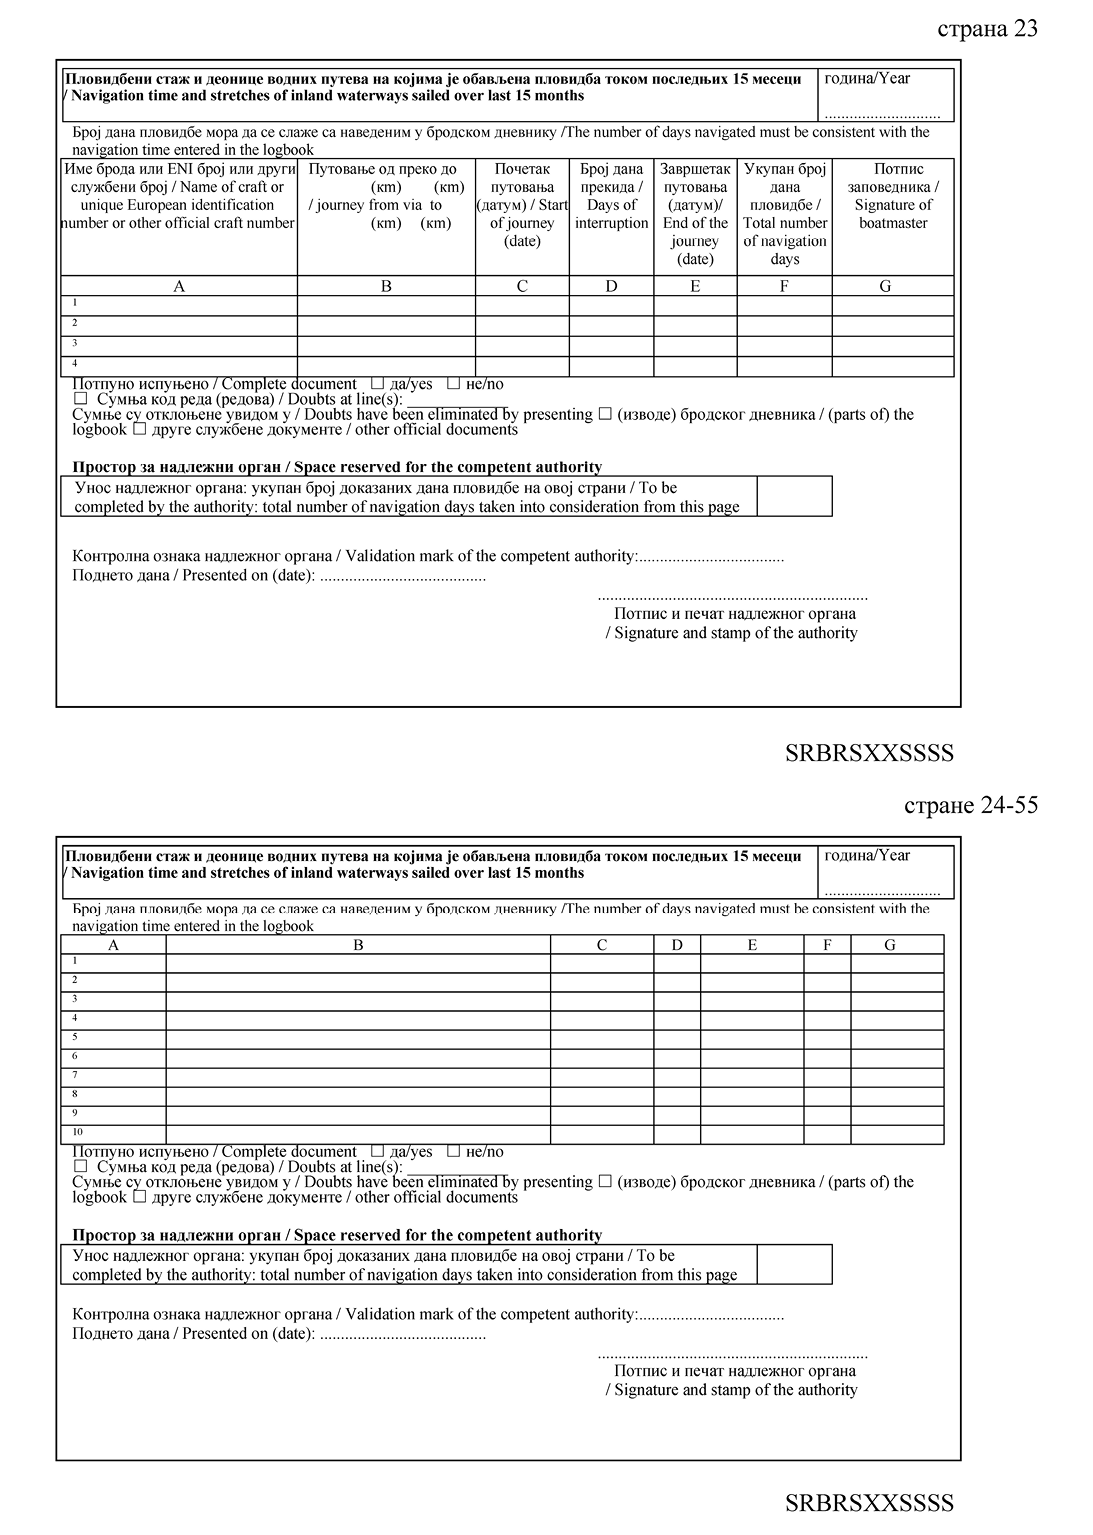 страна 23
Пловидбени стаж и деонице водних путева на којима је обављена пловидба током последњих 15 месеци
/ Navigation time and stretches of inland waterways sailed over last 15 months
година/Year
............................
Број дана пловидбе мора да се слаже са наведеним у бродском дневнику /The number of days navigated must be consistent with the
navigation time entered in the logbook
Име брода или ENI број или други
службени број / Name of craft or
unique European identification
number or other official craft number
Путовање од преко до
(км) (км)
/ journey from via to
(км) (км)
Почетак
путовања
(датум) / Start
of journey
(date)
Број дана
прекида /
Days of
interruption
Завршетак
путовања
(датум)/
End of the
journey
(date)
Укупан број
дана
пловидбе /
Total number
of navigation
days
Потпис
заповедника /
Signature of
boatmaster
A B C D E F G
1
2
3
4
Потпуно испуњено / Complete document ☐ да/yes ☐ не/no
☐ Сумња код реда (редова) / Doubts at line(s): ____________
Сумње су отклоњене увидом у / Doubts have been eliminated by presenting ☐ (изводе) бродског дневника / (parts of) the
logbook ☐ друге службене документе / other official documents
Простор за надлежни орган / Space reserved for the competent authority
Унос надлежног органа: укупан број доказаних дана пловидбе на овој страни / To be
completed by the authority: total number of navigation days taken into consideration from this page
Контролна ознака надлежног органа / Validation mark of the competent authority:...................................
Поднето дана / Presented on (date): ........................................
.................................................................
Потпис и печат надлежног органа
/ Signature and stamp of the authority
SRBRSXXSSSS
стране 24-55
Пловидбени стаж и деонице водних путева на којима је обављена пловидба током последњих 15 месеци
/ Navigation time and stretches of inland waterways sailed over last 15 months
година/Year
............................
Број дана пловидбе мора да се слаже са наведеним у бродском дневнику /The number of days navigated must be consistent with the
navigation time entered in the logbook
A B C D E F G
1
2
3
4
5
6
7
8
9
10
Потпуно испуњено / Complete document ☐ да/yes ☐ не/no
☐ Сумња код реда (редова) / Doubts at line(s): ____________
Сумње су отклоњене увидом у / Doubts have been eliminated by presenting ☐ (изводе) бродског дневника / (parts of) the
logbook ☐ друге службене документе / other official documents
Простор за надлежни орган / Space reserved for the competent authority
Унос надлежног органа: укупан број доказаних дана пловидбе на овој страни / To be
completed by the authority: total number of navigation days taken into consideration from this page
Контролна ознака надлежног органа / Validation mark of the competent authority:...................................
Поднето дана / Presented on (date): ........................................
.................................................................
Потпис и печат надлежног органа
/ Signature and stamp of the authority
SRBRSXXSSSS